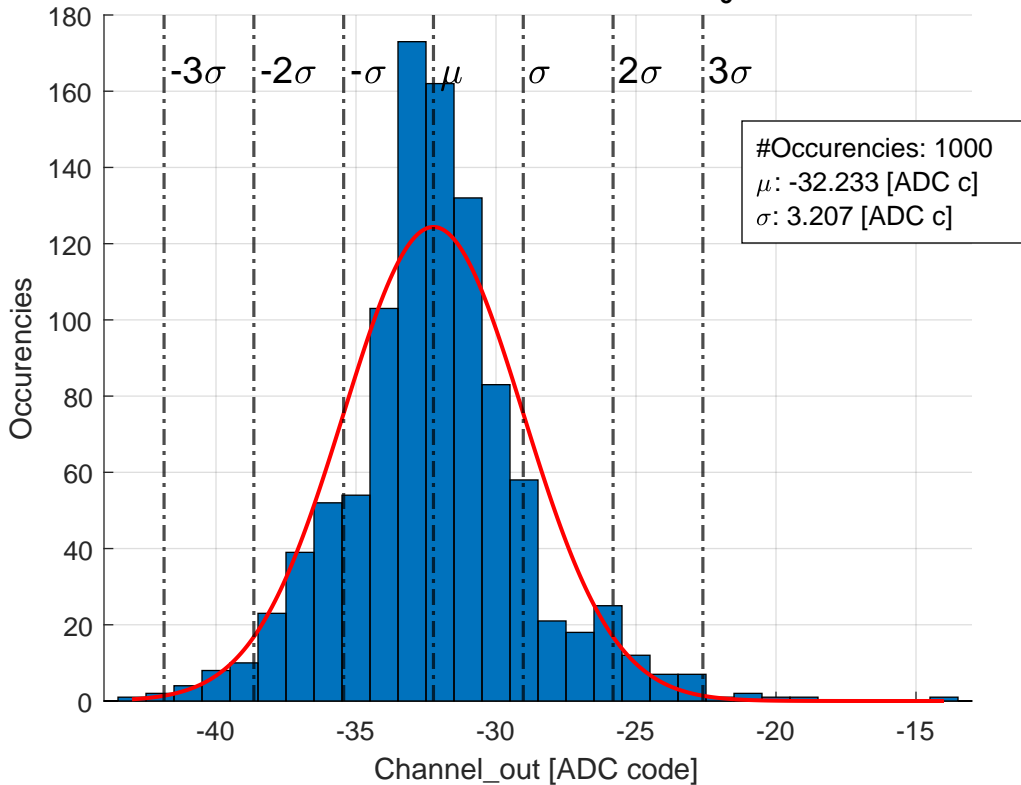 180
160
140
120
100
80
60
40
20
0
-3σ
-2σ
-σ
μ
σ
2σ
3σ
#Occurencies: 1000
μ: -32.233 [ADC c]
σ: 3.207 [ADC c]
Occurencies
-40
-35
-30
-25
-20
-15
Channel_out [ADC code]